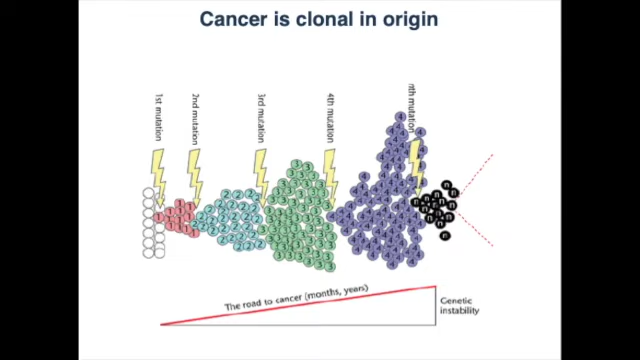 Cancer is clonal in origin
1st mutation
2nd mutation
3rd mutation
4th mutation
nth mutation
The road to cancer (months, years)
Genetic
instability